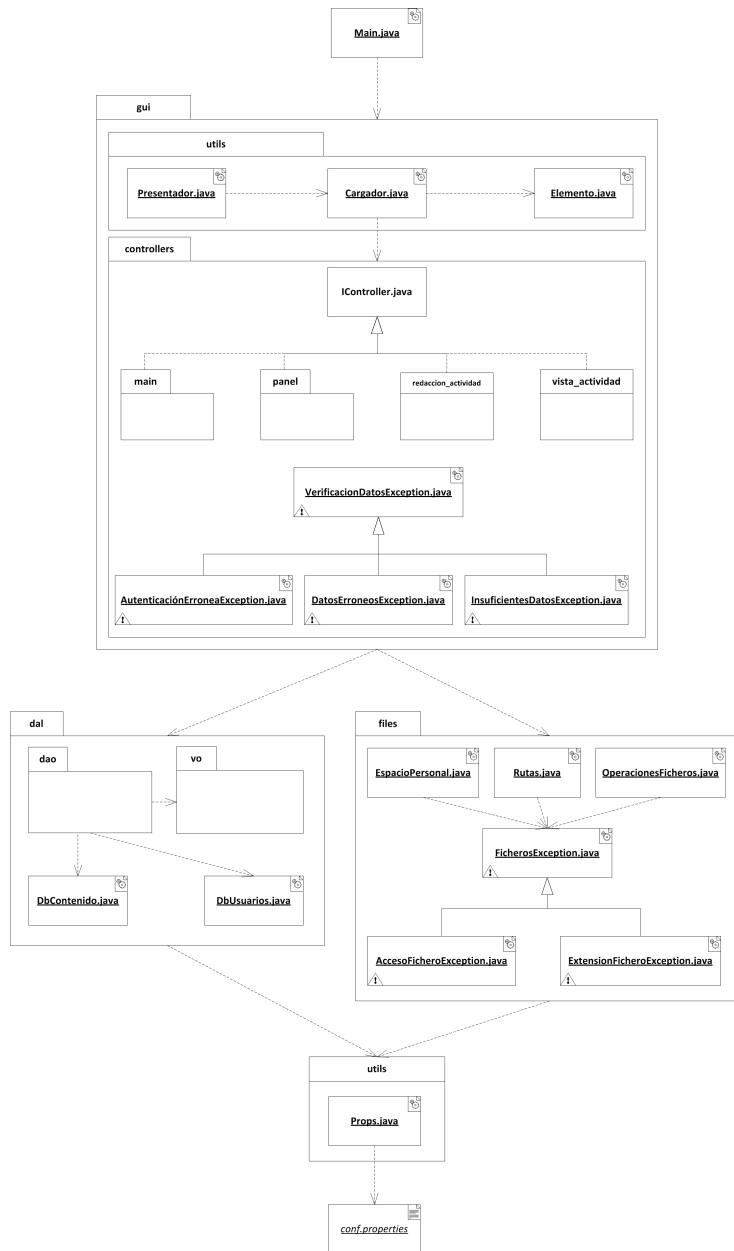 Main.java
gui
utils
Presentador.java
Cargador.java
Elemento.java
controllers
IController.java
main
panel
redaccion_actividad
vista_actividad
VerificacionDatosException.java
AutenticaciónErroneaException.java
DatosErroneosException.java
InsuficientesDatosException.java
dal
files
dao
vo
EspacioPersonal.java
Rutas.java
OperacionesFicheros.java
FicherosException.java
DbContenido.java
DbUsuarios.java
AccesoFicheroException.java
ExtensionFicheroException.java
utils
Props.java
conf.properties